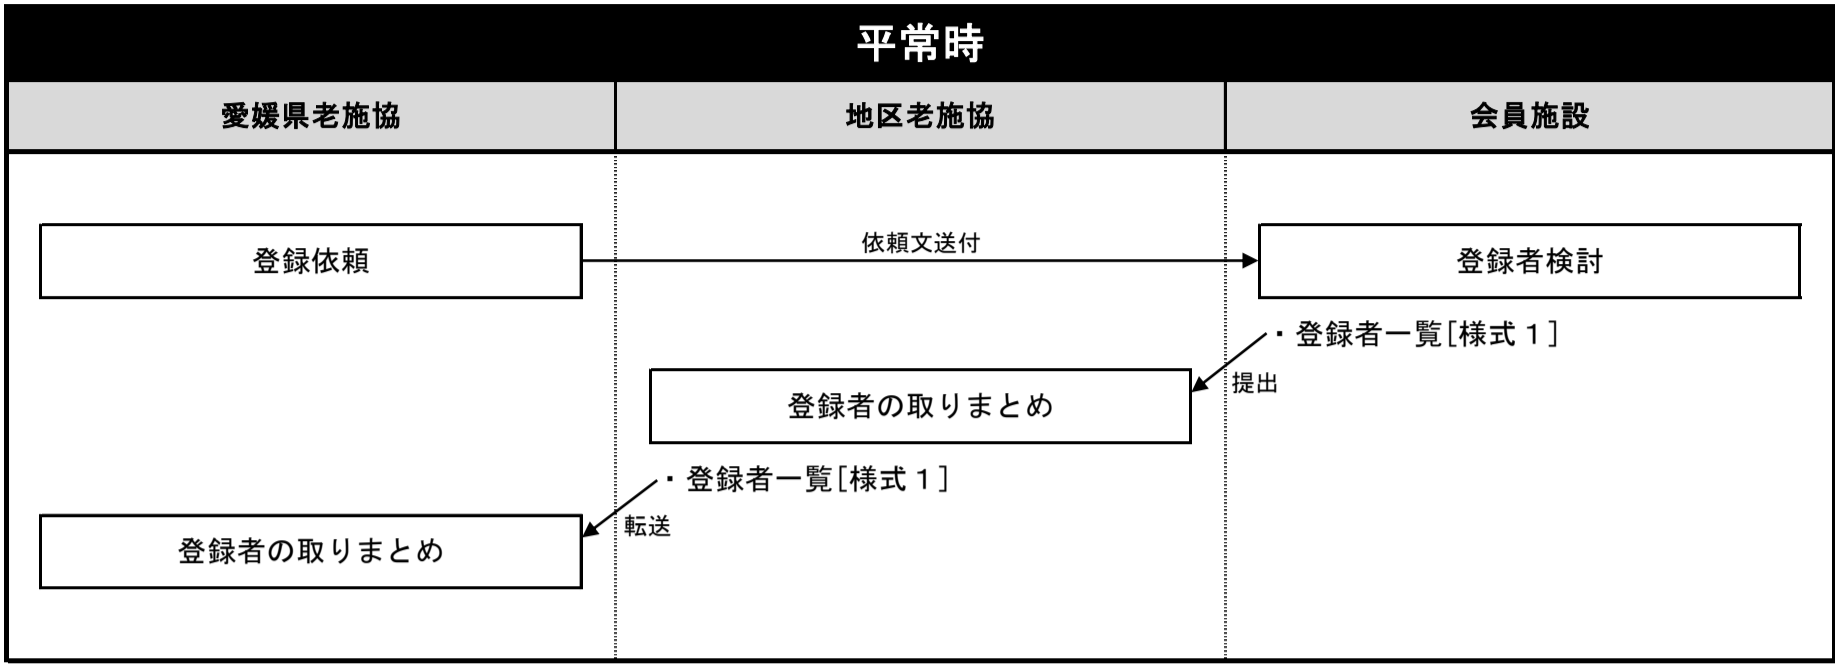 平常時
愛媛県老施協
地区老施協
会員施設
登録依頼
依頼文送付
登録者検討
・登録者一覧[様式１]
提出
登録者の取りまとめ
・登録者一覧[様式１]
転送
登録者の取りまとめ